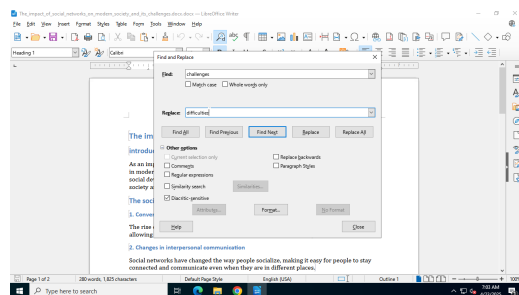 The_impact_of_social_networks_on_modern_society_and_its_challenges.docx.docx — LibreOffice Writer
File Edit View Insert Format Styles Table Form Tools Window Help
Heading 1
Calibri
Find and Replace
Find:
challenges
Match case
Whole words only
Replace:
difficulties
Find All
Find Previous
Find Next
Replace
Replace All
Other options
Current selection only
Replace backwards
Comments
Paragraph Styles
Regular expressions
Similarity search
Similarities...
Diacritic-sensitive
Attributes...
Format...
No Format
Help
Close
The im
Introdu
As an im
in moder
social de
society a
The soci
1. Conve
The rise
allowing
2. Changes in interpersonal communication
Social networks have changed the way people socialize, making it easy for people to stay
connected and communicate even when they are in different places.
Page 1 of 2
280 words, 1,825 characters
Default Page Style
English (USA)
Outline 1
100%
Type here to search
7:03 AM